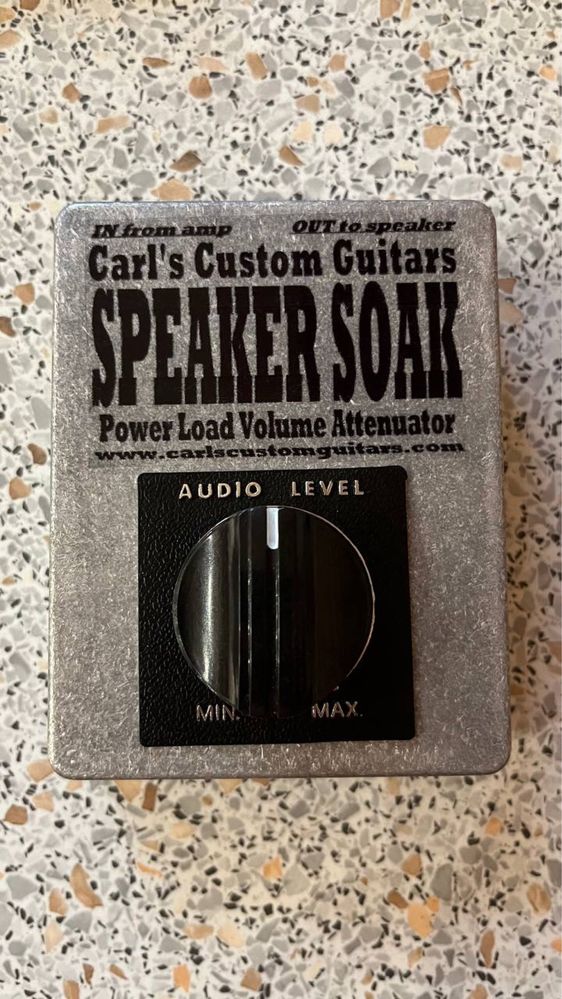 IN from amp OUT to speaker
Carl's Custom Guitars
SPEAKER SOAK
Power Load Volume Attenuator
www.carlscustomguitars.com
AUDIO LEVEL
MIN. MAX.